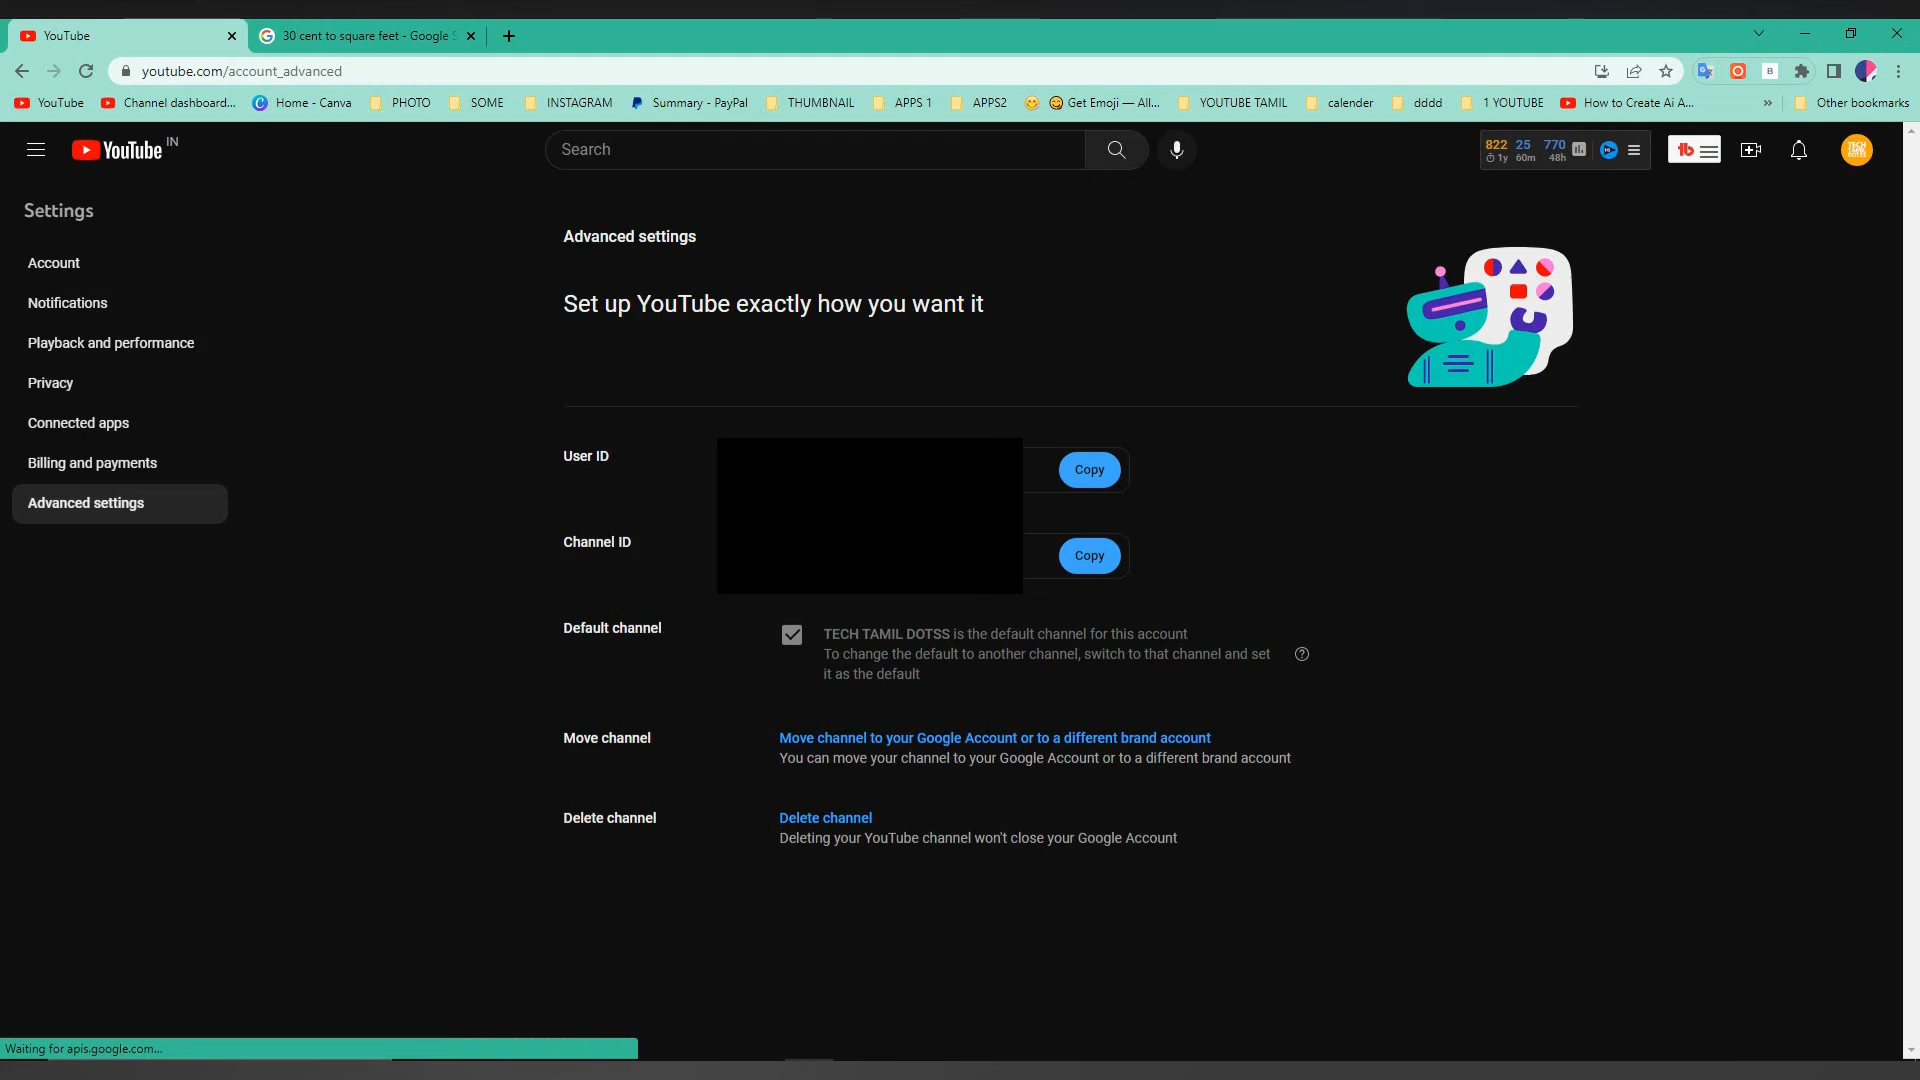 YouTube
30 cent to square feet - Google S
youtube.com/account_advanced
YouTube
Channel dashboard...
Home - Canva
PHOTO
SOME
INSTAGRAM
Summary - PayPal
THUMBNAIL
APPS 1
APPS2
Get Emoji — All...
YOUTUBE TAMIL
calender
dddd
1 YOUTUBE
How to Create Ai A...
»
Other bookmarks
YouTube IN
Search
822 25 770
1y 60m 48h
tb
TECH
TAMIL
DOTSS
Settings
Account
Notifications
Playback and performance
Privacy
Connected apps
Billing and payments
Advanced settings
Advanced settings
Set up YouTube exactly how you want it
User ID
Copy
Channel ID
Copy
Default channel
TECH TAMIL DOTSS is the default channel for this account
To change the default to another channel, switch to that channel and set
it as the default
Move channel
Move channel to your Google Account or to a different brand account
You can move your channel to your Google Account or to a different brand account
Delete channel
Delete channel
Deleting your YouTube channel won't close your Google Account
Waiting for apis.google.com...